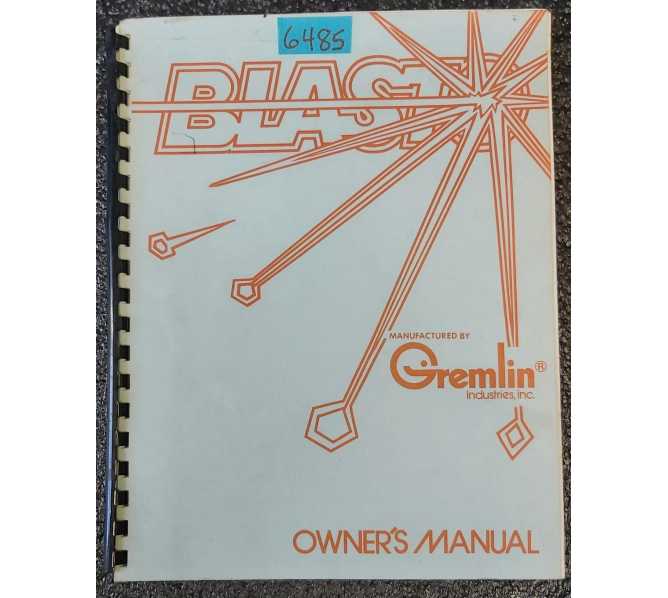 6485
BLASTO
MANUFACTURED BY
Gremlin®
Industries, Inc.
OWNER'S MANUAL